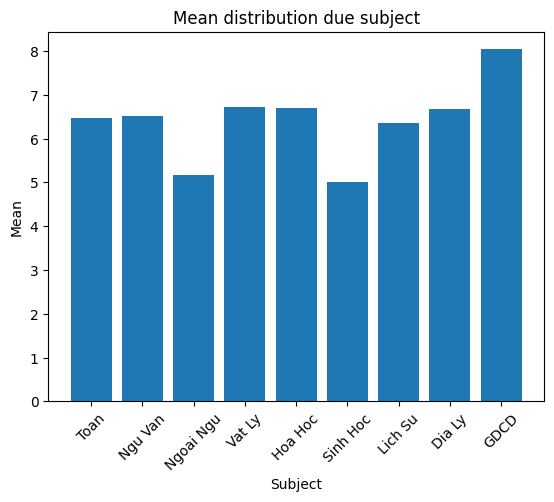 Mean distribution due subject
8
7
6
5
4
3
2
1
0
Mean
Toan
Ngu Van
Ngoai Ngu
Vat Ly
Hoa Hoc
Sinh Hoc
Lich Su
Dia Ly
GDCD
Subject